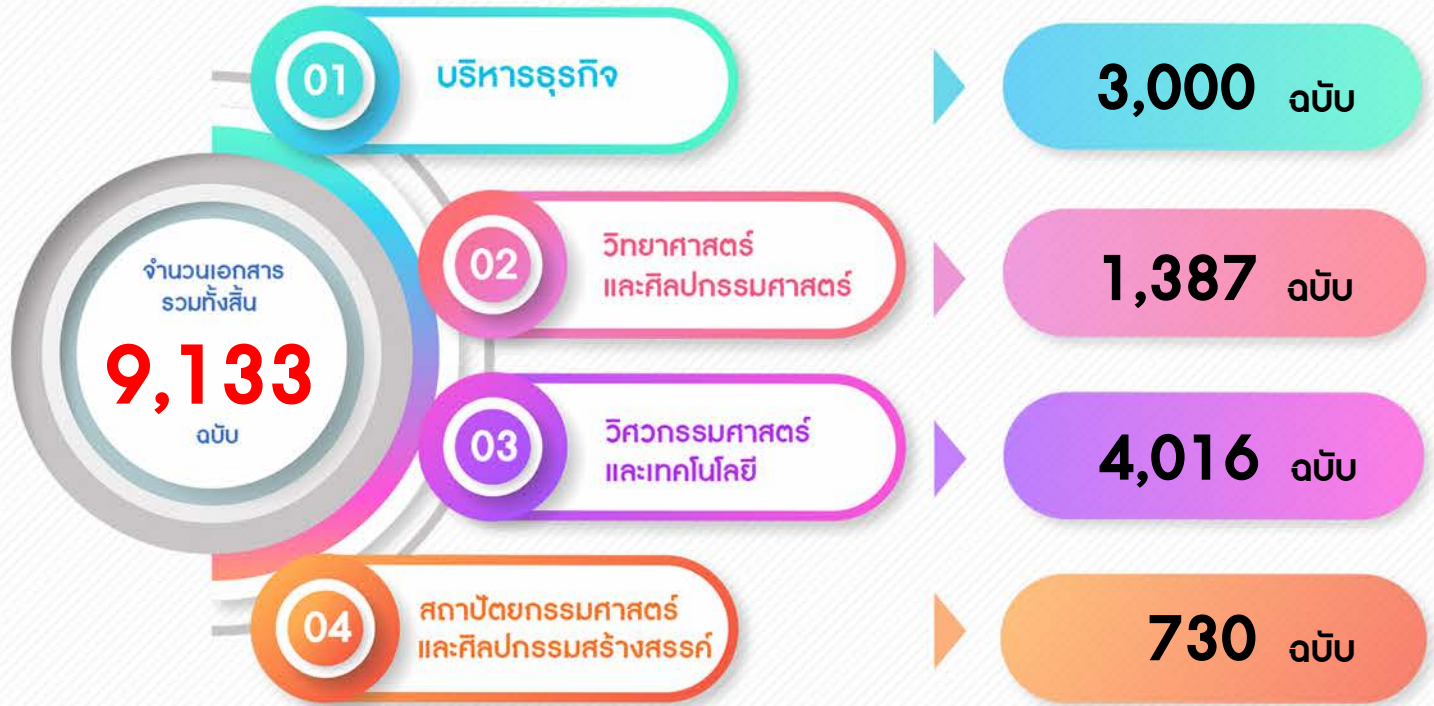 จำนวนเอกสาร
รวมทั้งสิ้น
9,133
ฉบับ
01
บริหารธุรกิจ
3,000 ฉบับ
02
วิทยาศาสตร์
และศิลปกรรมศาสตร์
1,387 ฉบับ
03
วิศวกรรมศาสตร์
และเทคโนโลยี
4,016 ฉบับ
04
สถาปัตยกรรมศาสตร์
และศิลปกรรมสร้างสรรค์
730 ฉบับ